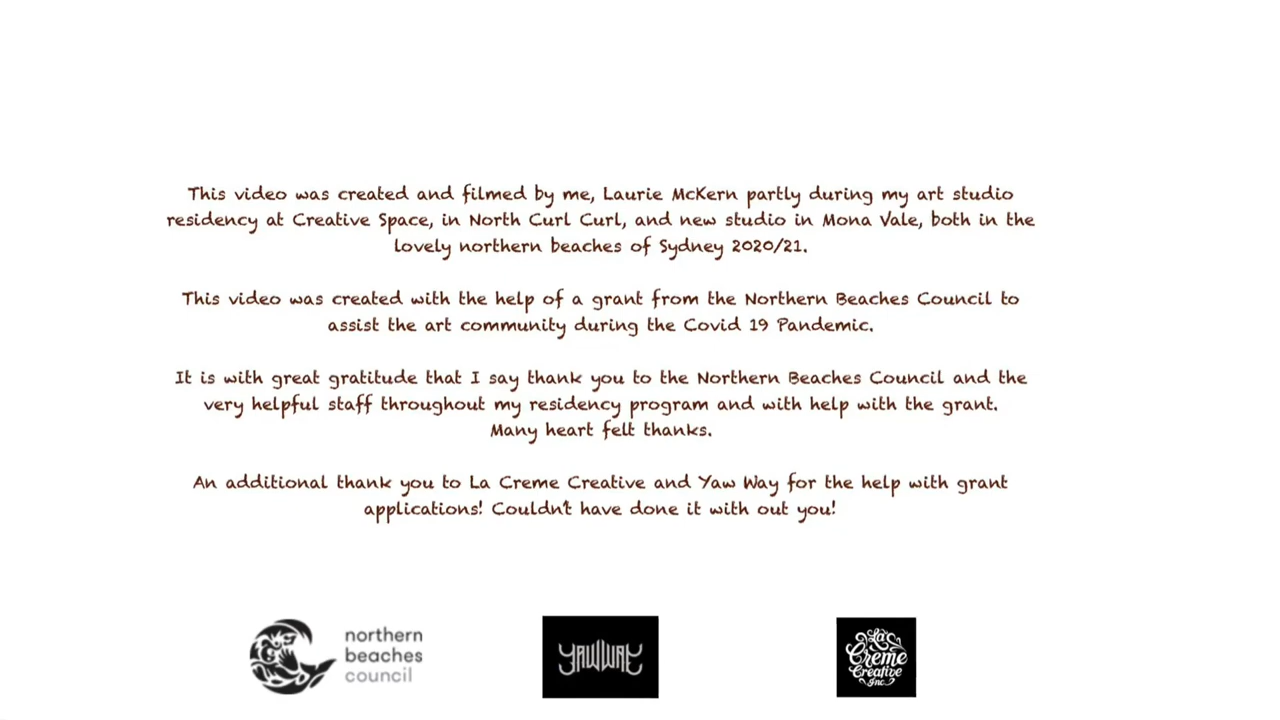 This video was created and filmed by me, Laurie McKern partly during my art studio
residency at Creative Space, in North Curl Curl, and new studio in Mona Vale, both in the
lovely northern beaches of Sydney 2020/21.
This video was created with the help of a grant from the Northern Beaches Council to
assist the art community during the Covid 19 Pandemic.
It is with great gratitude that I say thank you to the Northern Beaches Council and the
very helpful staff throughout my residency program and with help with the grant.
Many heart felt thanks.
An additional thank you to La Creme Creative and Yaw Way for the help with grant
applications! Couldn't have done it with out you!
northern
beaches
council
YAWWAY
La
Creme
Creative
Inc.